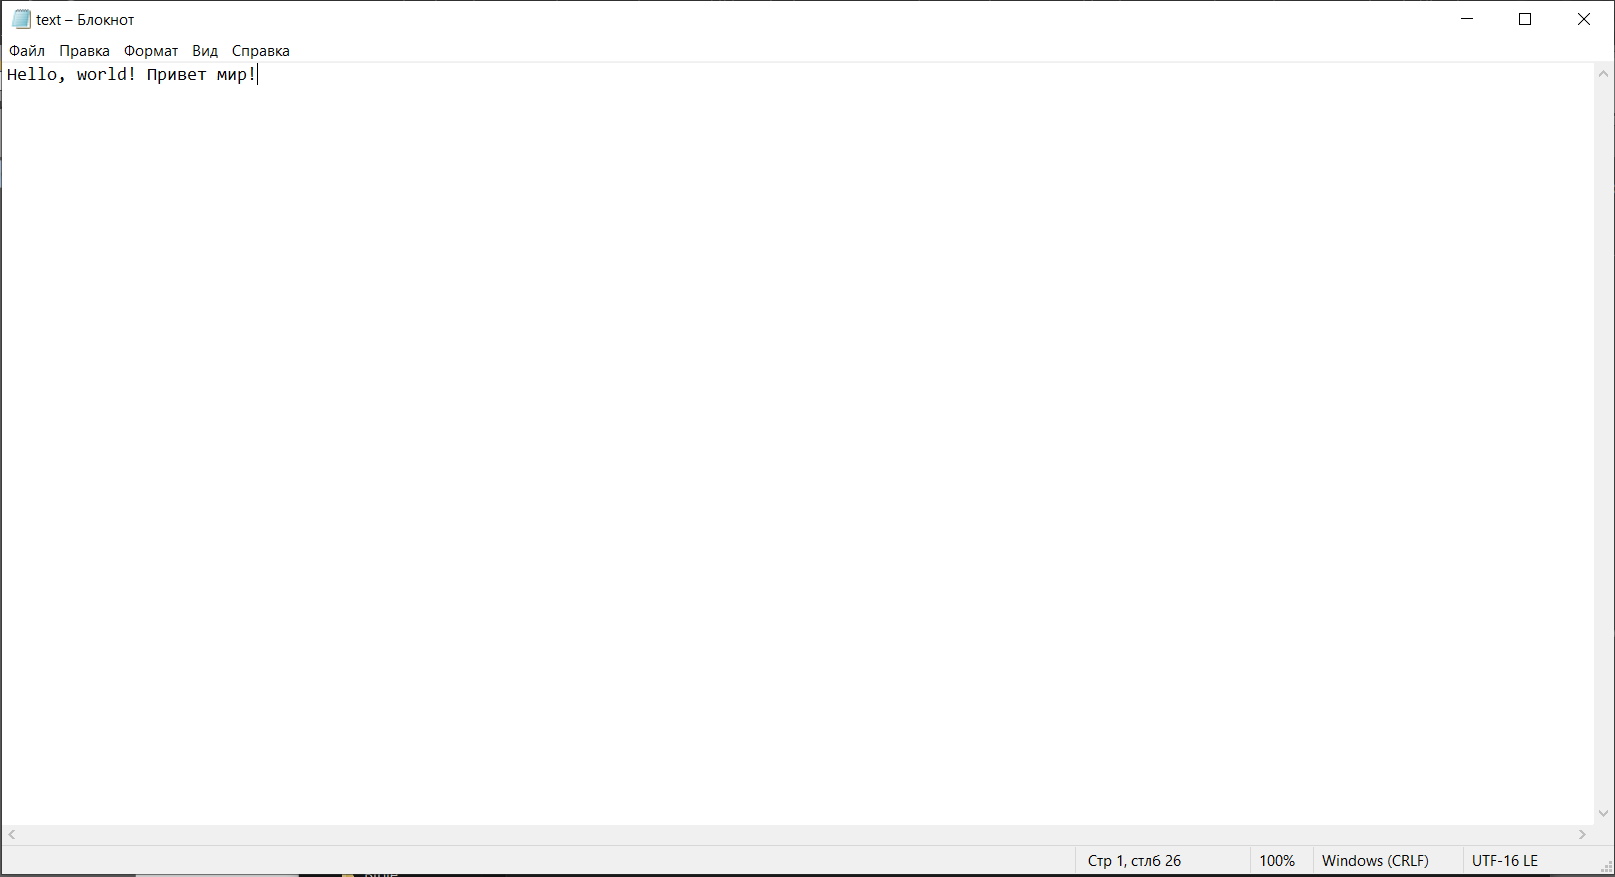 text – Блокнот
Файл Правка Формат Вид Справка
Hello, world! Привет мир!
Стр 1, стлб 26 100% Windows (CRLF) UTF-16 LE